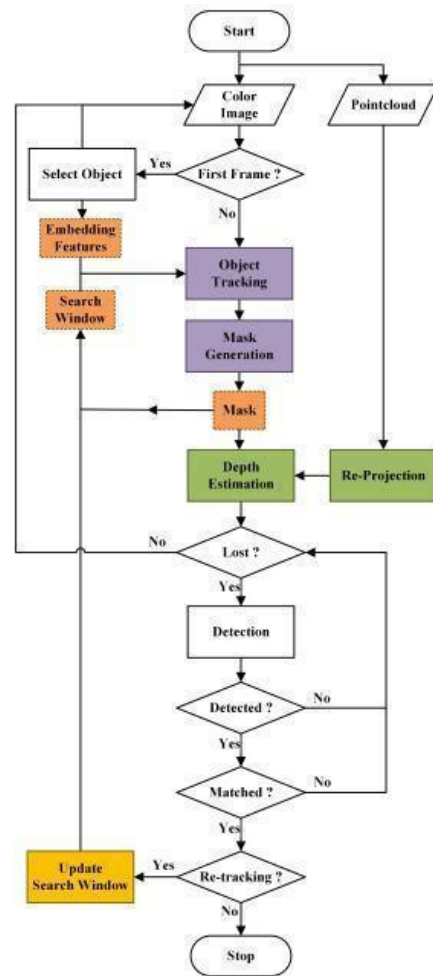 Start
Color
Image
Pointcloud
Select Object
Yes
First Frame ?
No
Embedding
Features
Object
Tracking
Search
Window
Mask
Generation
Mask
Depth
Estimation
Re-Projection
No
Lost ?
Yes
Detection
Detected ?
No
Yes
Matched ?
No
Yes
Update
Search Window
Yes
Re-tracking ?
No
Stop